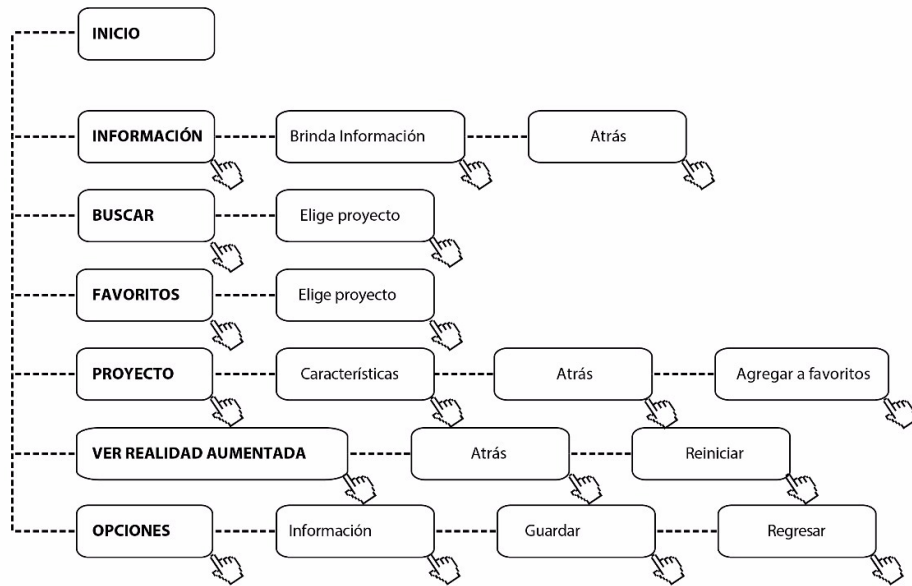 INICIO
INFORMACIÓN Brinda Información Atrás
BUSCAR Elige proyecto
FAVORITOS Elige proyecto
PROYECTO Características Atrás Agregar a favoritos
VER REALIDAD AUMENTADA Atrás Reiniciar
OPCIONES Información Guardar Regresar